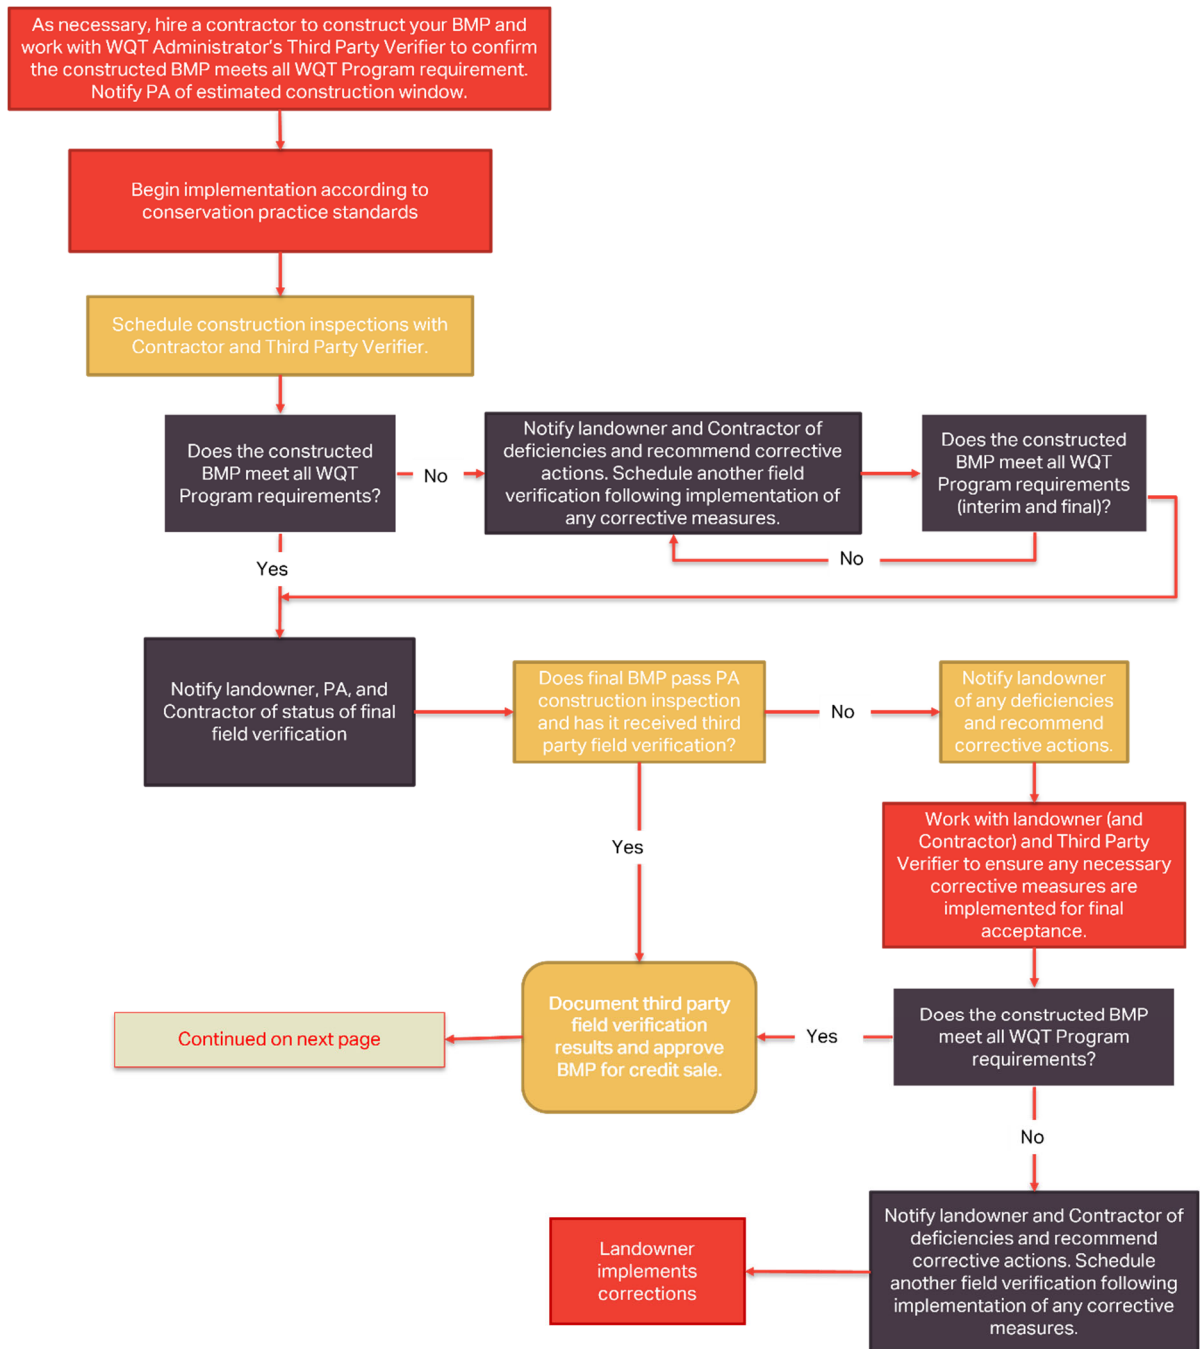 As necessary, hire a contractor to construct your BMP and
work with WQT Administrator's Third Party Verifier to confirm
the constructed BMP meets all WQT Program requirement.
Notify PA of estimated construction window.
Begin implementation according to
conservation practice standards
Schedule construction inspections with
Contractor and Third Party Verifier.
Does the constructed
BMP meet all WQT
Program requirements?
No
Notify landowner and Contractor of
deficiencies and recommend corrective
actions. Schedule another field
verification following implementation of
any corrective measures.
Does the constructed
BMP meet all WQT
Program requirements
(interim and final)?
No
Yes
Notify landowner, PA, and
Contractor of status of final
field verification
Does final BMP pass PA
construction inspection
and has it received third
party field verification?
No
Notify landowner
of any deficiencies
and recommend
corrective actions.
Yes
Work with landowner (and
Contractor) and Third Party
Verifier to ensure any necessary
corrective measures are
implemented for final
acceptance.
Document third party
field verification
results and approve
BMP for credit sale.
Continued on next page
Yes
Does the constructed BMP
meet all WQT Program
requirements?
No
Notify landowner and Contractor of
deficiencies and recommend
corrective actions. Schedule
another field verification following
implementation of any corrective
measures.
Landowner
implements
corrections